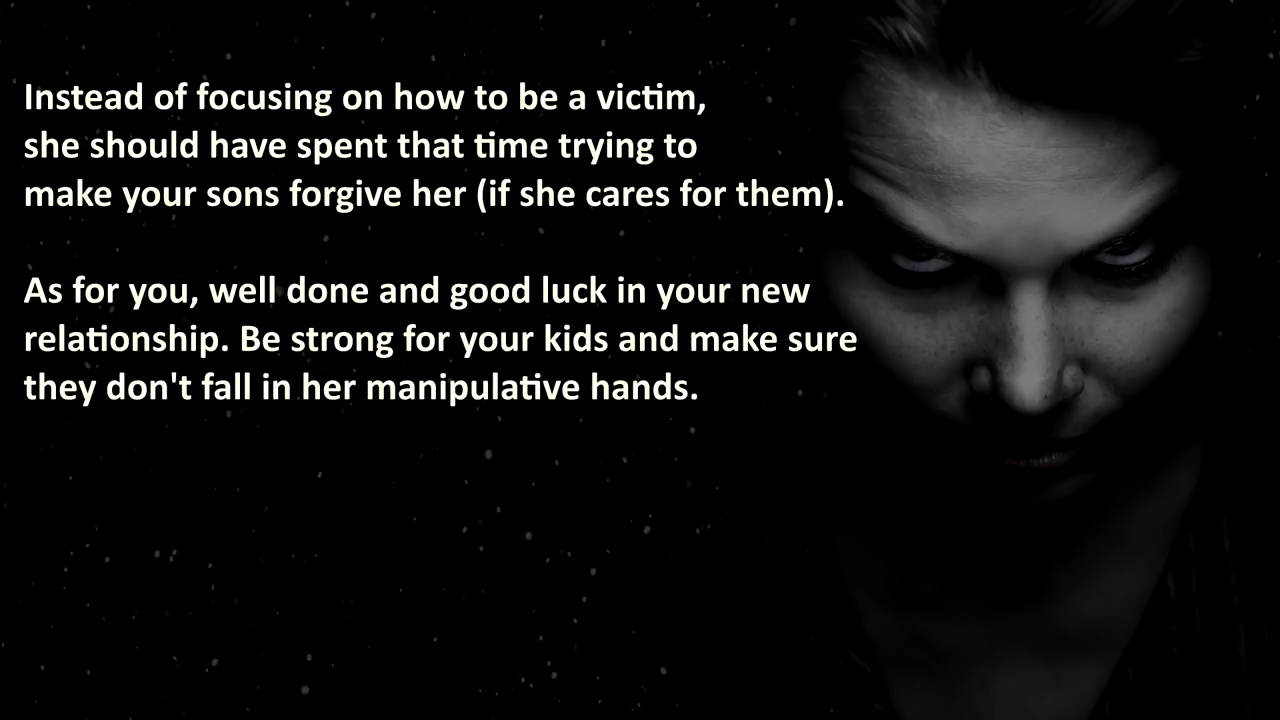 Instead of focusing on how to be a victim,
she should have spent that time trying to
make your sons forgive her (if she cares for them).
As for you, well done and good luck in your new
relationship. Be strong for your kids and make sure
they don't fall in her manipulative hands.